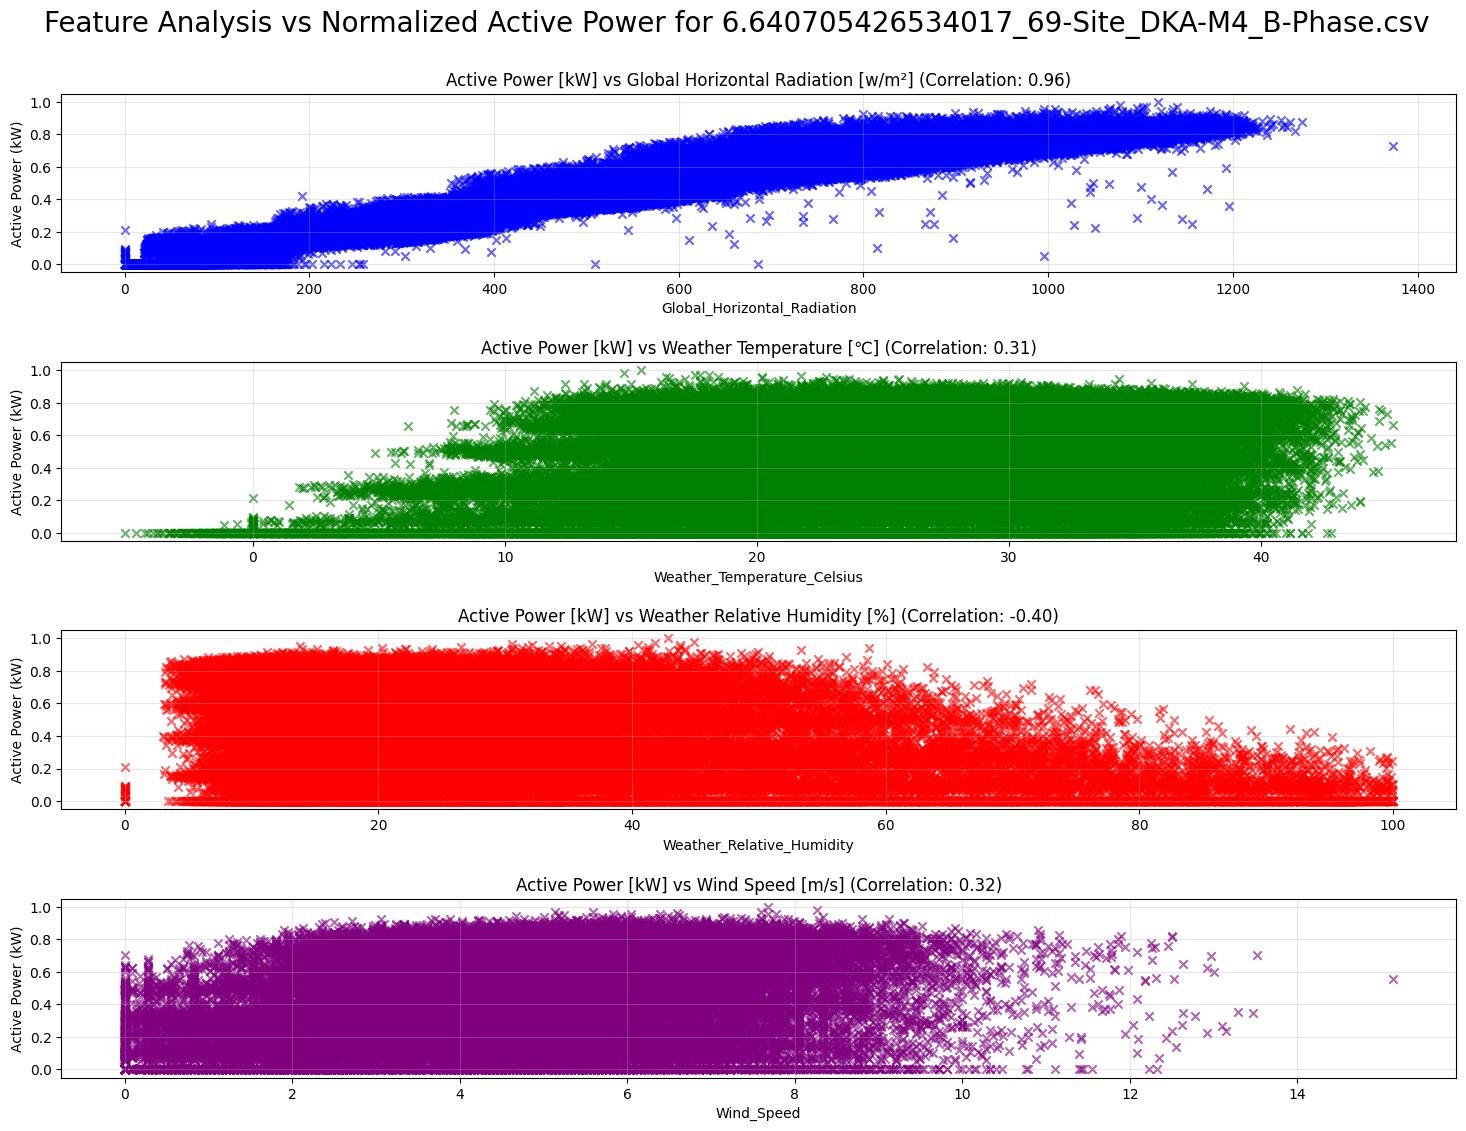 Feature Analysis vs Normalized Active Power for 6.640705426534017_69-Site_DKA-M4_B-Phase.csv
Active Power [kW] vs Global Horizontal Radiation [w/m²] (Correlation: 0.96)
Active Power (kW)
1.0
0.8
0.6
0.4
0.2
0.0
0 200 400 600 800 1000 1200 1400
Global_Horizontal_Radiation
Active Power [kW] vs Weather Temperature [℃] (Correlation: 0.31)
Active Power (kW)
1.0
0.8
0.6
0.4
0.2
0.0
0 10 20 30 40
Weather_Temperature_Celsius
Active Power [kW] vs Weather Relative Humidity [%] (Correlation: -0.40)
Active Power (kW)
1.0
0.8
0.6
0.4
0.2
0.0
0 20 40 60 80 100
Weather_Relative_Humidity
Active Power [kW] vs Wind Speed [m/s] (Correlation: 0.32)
Active Power (kW)
1.0
0.8
0.6
0.4
0.2
0.0
0 2 4 6 8 10 12 14
Wind_Speed